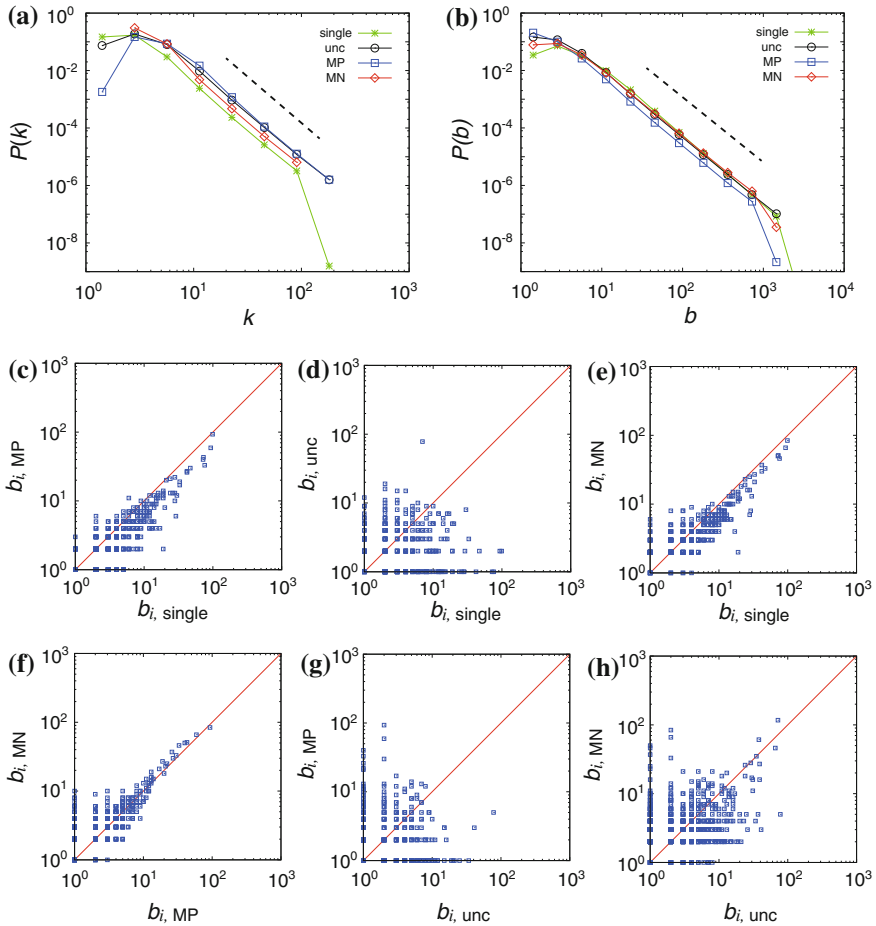 (a)
10^0
10^-2
10^-4
10^-6
10^-8
P(k)
10^0 10^1 10^2 10^3
k
single
unc
MP
MN
(b)
10^0
10^-2
10^-4
10^-6
10^-8
P(b)
10^0 10^1 10^2 10^3 10^4
b
single
unc
MP
MN
(c)
10^3
10^2
10^1
10^0
b_i, MP
10^0 10^1 10^2 10^3
b_i, single
(d)
10^3
10^2
10^1
10^0
b_i, unc
10^0 10^1 10^2 10^3
b_i, single
(e)
10^3
10^2
10^1
10^0
b_i, MN
10^0 10^1 10^2 10^3
b_i, single
(f)
10^3
10^2
10^1
10^0
b_i, MN
10^0 10^1 10^2 10^3
b_i, MP
(g)
10^3
10^2
10^1
10^0
b_i, MP
10^0 10^1 10^2 10^3
b_i, unc
(h)
10^3
10^2
10^1
10^0
b_i, MN
10^0 10^1 10^2 10^3
b_i, unc